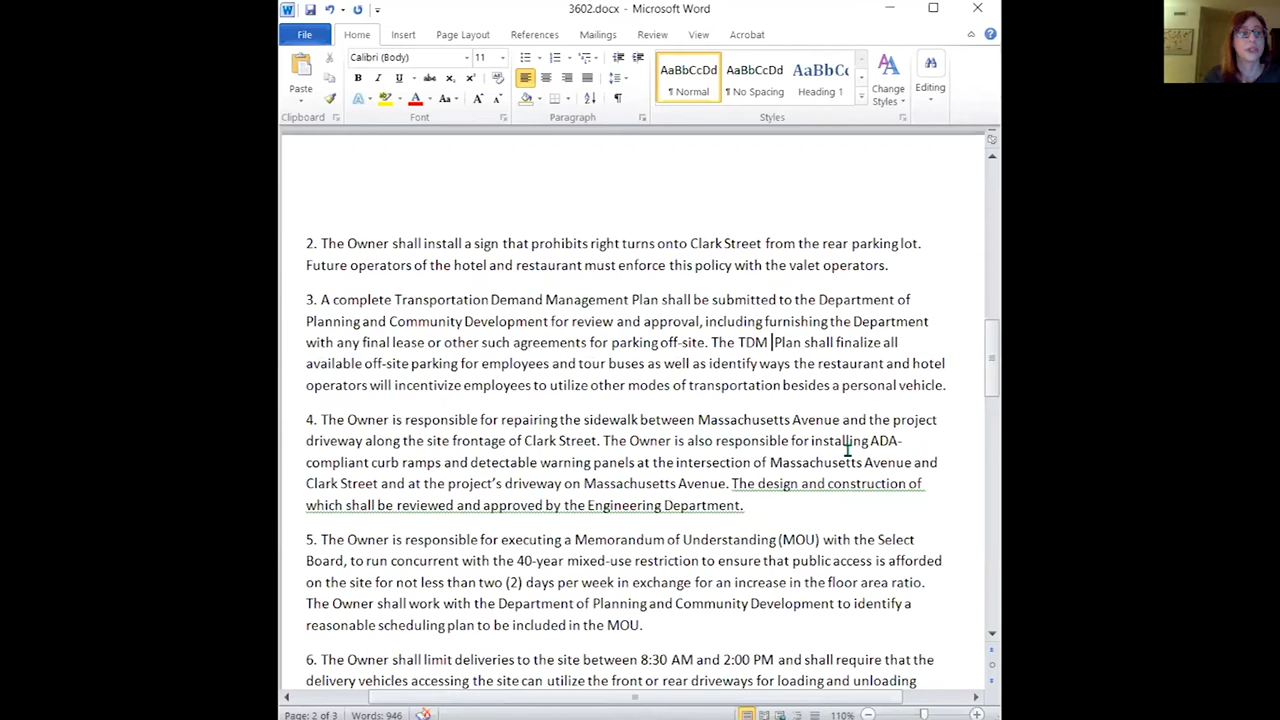 3602.docx - Microsoft Word
File Home Insert Page Layout References Mailings Review View Acrobat
Calibri (Body) 11
AaBbCcDd AaBbCcDd AaBbCc
Paste
¶ Normal ¶ No Spacing Heading 1
Change Styles
Editing
Clipboard Font Paragraph Styles
2. The Owner shall install a sign that prohibits right turns onto Clark Street from the rear parking lot.
Future operators of the hotel and restaurant must enforce this policy with the valet operators.
3. A complete Transportation Demand Management Plan shall be submitted to the Department of
Planning and Community Development for review and approval, including furnishing the Department
with any final lease or other such agreements for parking off-site. The TDM Plan shall finalize all
available off-site parking for employees and tour buses as well as identify ways the restaurant and hotel
operators will incentivize employees to utilize other modes of transportation besides a personal vehicle.
4. The Owner is responsible for repairing the sidewalk between Massachusetts Avenue and the project
driveway along the site frontage of Clark Street. The Owner is also responsible for installing ADA-
compliant curb ramps and detectable warning panels at the intersection of Massachusetts Avenue and
Clark Street and at the project's driveway on Massachusetts Avenue. The design and construction of
which shall be reviewed and approved by the Engineering Department.
5. The Owner is responsible for executing a Memorandum of Understanding (MOU) with the Select
Board, to run concurrent with the 40-year mixed-use restriction to ensure that public access is afforded
on the site for not less than two (2) days per week in exchange for an increase in the floor area ratio.
The Owner shall work with the Department of Planning and Community Development to identify a
reasonable scheduling plan to be included in the MOU.
6. The Owner shall limit deliveries to the site between 8:30 AM and 2:00 PM and shall require that the
delivery vehicles accessing the site can utilize the front or rear driveways for loading and unloading
Page: 2 of 3 Words: 946 110%